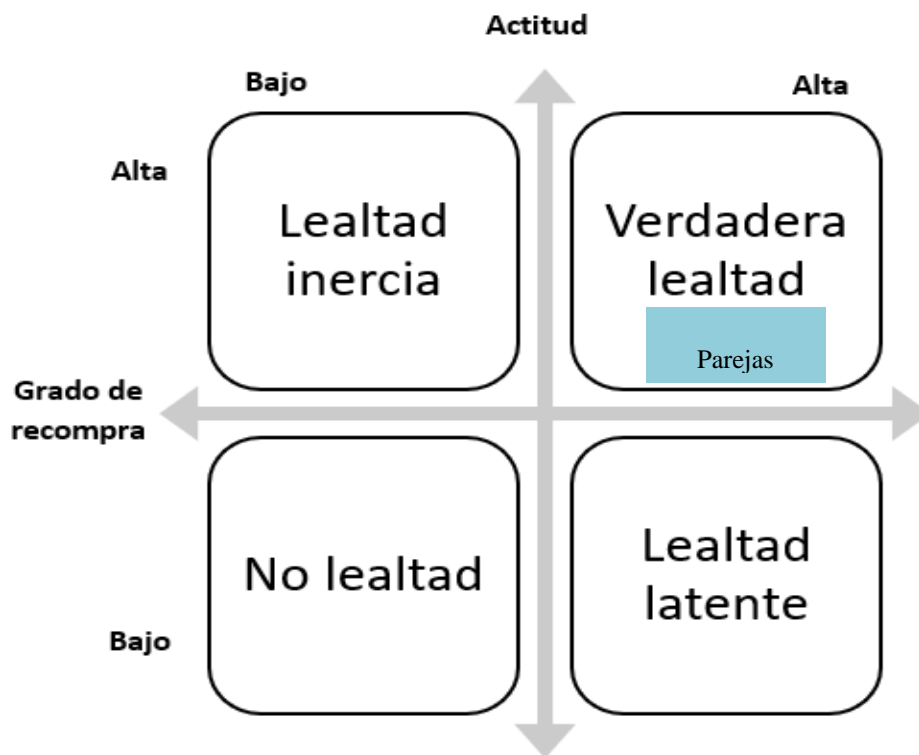 Actitud
Bajo
Alta
Alta
Lealtad
inercia
Verdadera
lealtad
Parejas
Grado de
recompra
No lealtad
Lealtad
latente
Bajo